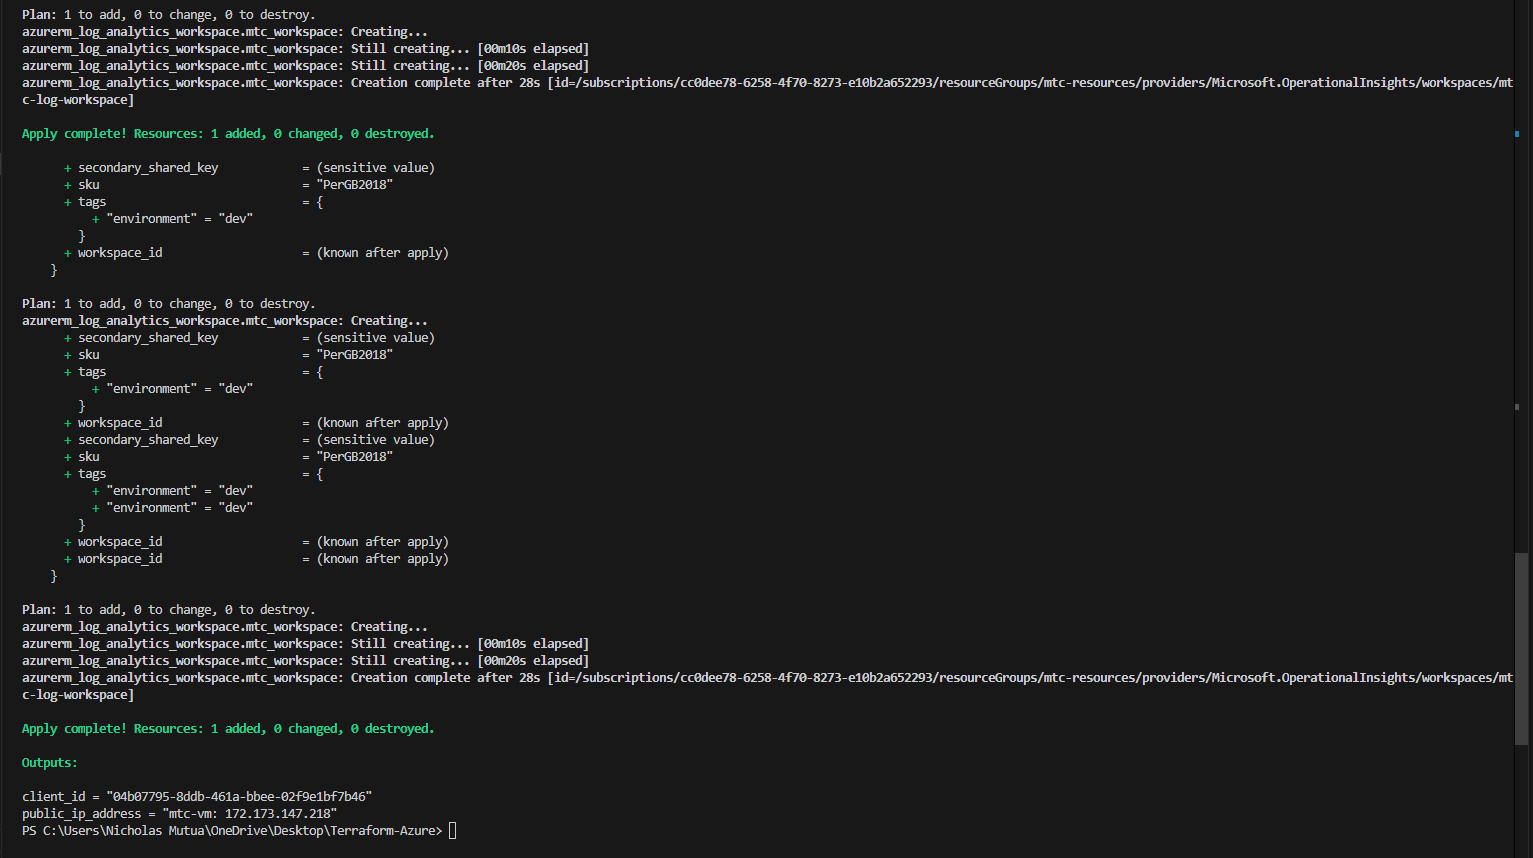 Plan: 1 to add, 0 to change, 0 to destroy.
azurerm_log_analytics_workspace.mtc_workspace: Creating...
azurerm_log_analytics_workspace.mtc_workspace: Still creating... [00m10s elapsed]
azurerm_log_analytics_workspace.mtc_workspace: Still creating... [00m20s elapsed]
azurerm_log_analytics_workspace.mtc_workspace: Creation complete after 28s [id=/subscriptions/cc0dee78-6258-4f70-8273-e10b2a652293/resourceGroups/mtc-resources/providers/Microsoft.OperationalInsights/workspaces/mt
c-log-workspace]

Apply complete! Resources: 1 added, 0 changed, 0 destroyed.

      + secondary_shared_key            = (sensitive value)
      + sku                             = "PerGB2018"
      + tags                            = {
          + "environment" = "dev"
        }
      + workspace_id                    = (known after apply)
    }

Plan: 1 to add, 0 to change, 0 to destroy.
azurerm_log_analytics_workspace.mtc_workspace: Creating...
      + secondary_shared_key            = (sensitive value)
      + sku                             = "PerGB2018"
      + tags                            = {
          + "environment" = "dev"
        }
      + workspace_id                    = (known after apply)
      + secondary_shared_key            = (sensitive value)
      + sku                             = "PerGB2018"
      + tags                            = {
          + "environment" = "dev"
          + "environment" = "dev"
        }
      + workspace_id                    = (known after apply)
      + workspace_id                    = (known after apply)
    }

Plan: 1 to add, 0 to change, 0 to destroy.
azurerm_log_analytics_workspace.mtc_workspace: Creating...
azurerm_log_analytics_workspace.mtc_workspace: Still creating... [00m10s elapsed]
azurerm_log_analytics_workspace.mtc_workspace: Still creating... [00m20s elapsed]
azurerm_log_analytics_workspace.mtc_workspace: Creation complete after 28s [id=/subscriptions/cc0dee78-6258-4f70-8273-e10b2a652293/resourceGroups/mtc-resources/providers/Microsoft.OperationalInsights/workspaces/mt
c-log-workspace]

Apply complete! Resources: 1 added, 0 changed, 0 destroyed.

Outputs:

client_id = "04b07795-8ddb-461a-bbee-02f9e1bf7b46"
public_ip_address = "mtc-vm: 172.173.147.218"
PS C:\Users\Nicholas Mutua\OneDrive\Desktop\Terraform-Azure>